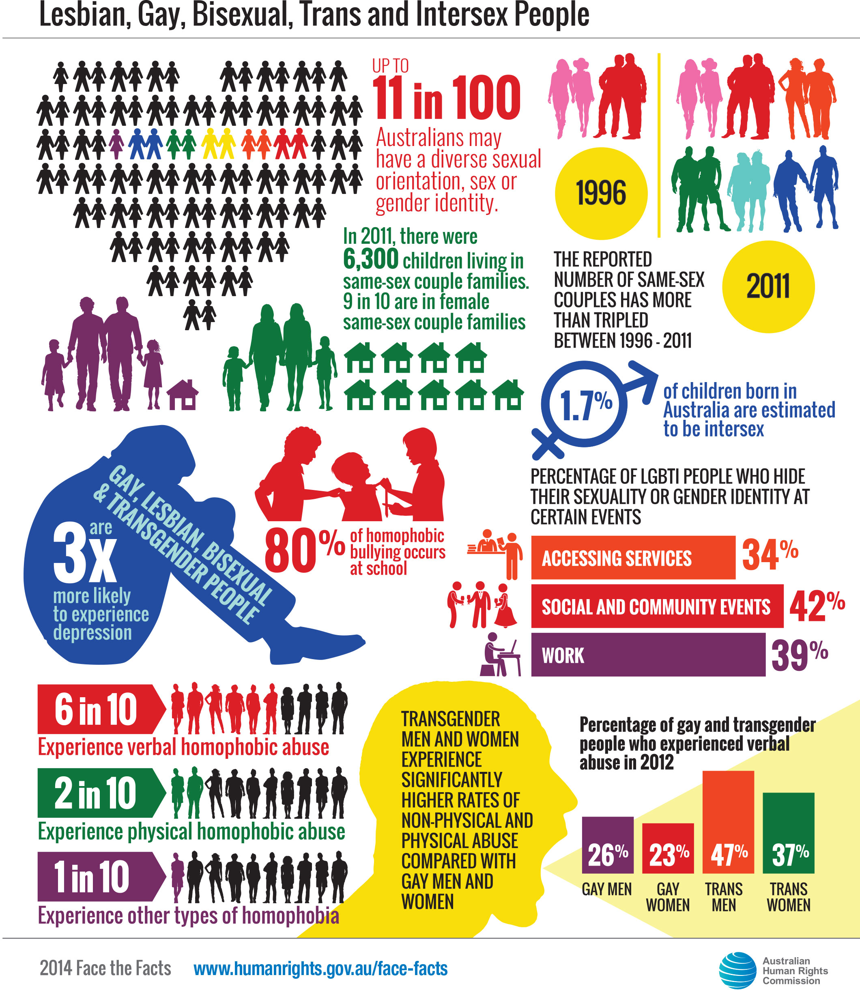 Lesbian, Gay, Bisexual, Trans and Intersex People
UP TO
11 in 100
Australians may
have a diverse sexual
orientation, sex or
gender identity.
In 2011, there were
6,300 children living in
same-sex couple families.
9 in 10 are in female
same-sex couple families
1996
2011
THE REPORTED
NUMBER OF SAME-SEX
COUPLES HAS MORE
THAN TRIPLED
BETWEEN 1996 - 2011
1.7%
of children born in
Australia are estimated
to be intersex
GAY, LESBIAN, BISEXUAL
& TRANSGENDER PEOPLE
are
3x
more likely
to experience
depression
80%
of homophobic
bullying occurs
at school
PERCENTAGE OF LGBTI PEOPLE WHO HIDE
THEIR SEXUALITY OR GENDER IDENTITY AT
CERTAIN EVENTS
ACCESSING SERVICES 34%
SOCIAL AND COMMUNITY EVENTS 42%
WORK 39%
6 in 10
Experience verbal homophobic abuse
2 in 10
Experience physical homophobic abuse
1 in 10
Experience other types of homophobia
TRANSGENDER
MEN AND WOMEN
EXPERIENCE
SIGNIFICANTLY
HIGHER RATES OF
NON-PHYSICAL AND
PHYSICAL ABUSE
COMPARED WITH
GAY MEN AND
WOMEN
Percentage of gay and transgender
people who experienced verbal
abuse in 2012
26% 23% 47% 37%
GAY MEN GAY TRANS TRANS
WOMEN MEN WOMEN
2014 Face the Facts www.humanrights.gov.au/face-facts
Australian
Human Rights
Commission